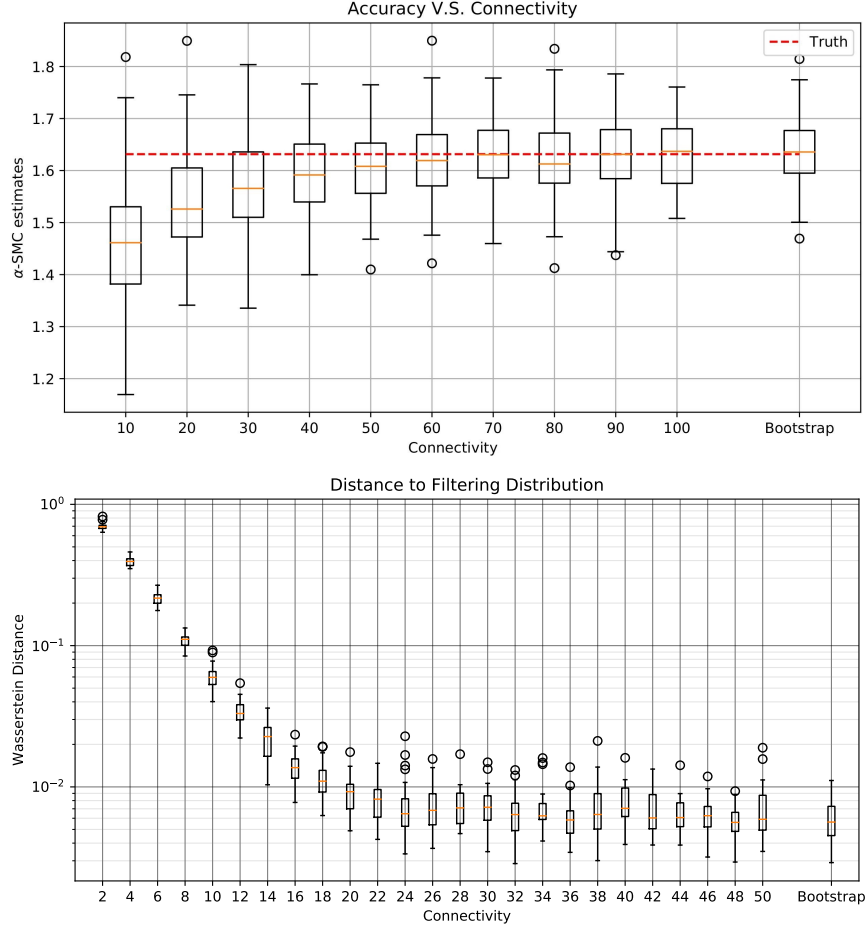 Accuracy V.S. Connectivity
Truth
1.8
1.7
1.6
1.5
1.4
1.3
1.2
α-SMC estimates
10 20 30 40 50 60 70 80 90 100 Bootstrap
Connectivity
Distance to Filtering Distribution
10⁰
10⁻¹
10⁻²
Wasserstein Distance
2 4 6 8 10 12 14 16 18 20 22 24 26 28 30 32 34 36 38 40 42 44 46 48 50 Bootstrap
Connectivity